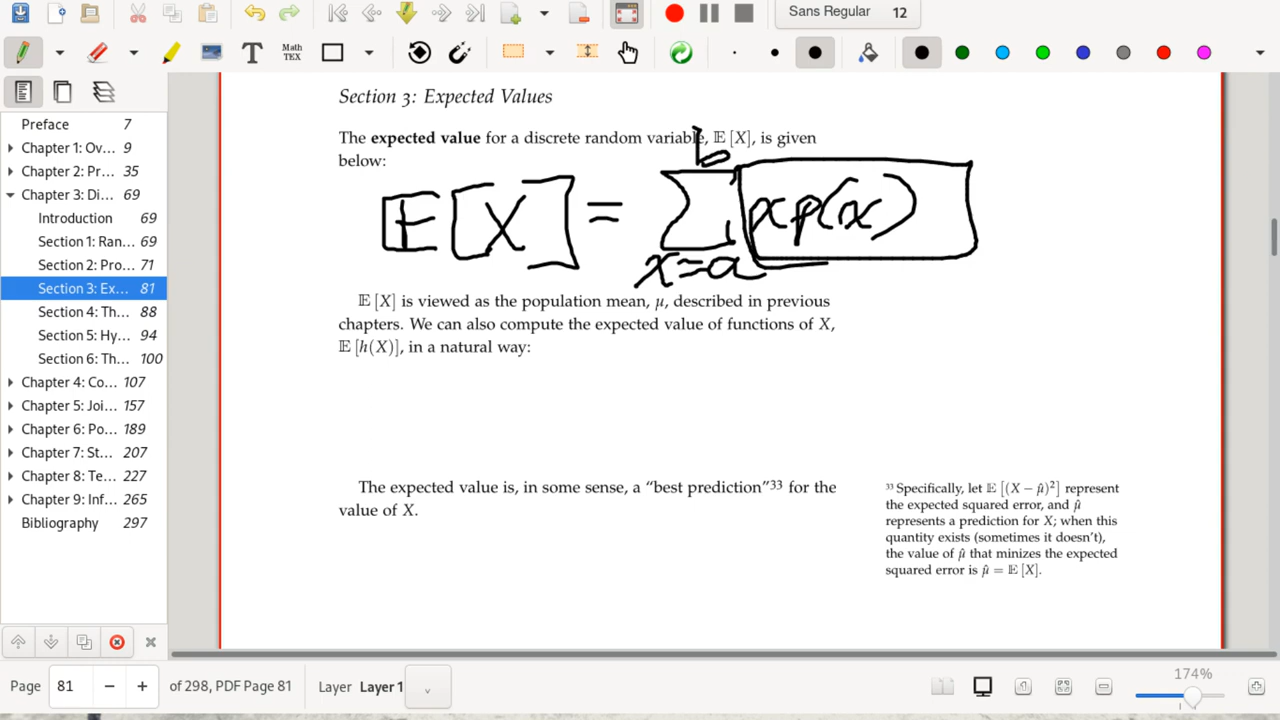 Sans Regular 12
T Math TEX
Preface 7
Chapter 1: Ov... 9
Chapter 2: Pr... 35
Chapter 3: Di... 69
Introduction 69
Section 1: Ran... 69
Section 2: Pro... 71
Section 3: Ex... 81
Section 4: Th... 88
Section 5: Hy... 94
Section 6: Th... 100
Chapter 4: Co... 107
Chapter 5: Joi... 157
Chapter 6: Po... 189
Chapter 7: St... 207
Chapter 8: Te... 227
Chapter 9: Inf... 265
Bibliography 297
Section 3: Expected Values
The expected value for a discrete random variable, 𝔼 [X], is given
below:
b
𝔼[X] = ∑ xp(x)
x=a
𝔼 [X] is viewed as the population mean, μ, described in previous
chapters. We can also compute the expected value of functions of X,
𝔼 [h(X)], in a natural way:
The expected value is, in some sense, a “best prediction”³³ for the
value of X.
³³ Specifically, let 𝔼 [(X − μ̂)²] represent
the expected squared error, and μ̂
represents a prediction for X; when this
quantity exists (sometimes it doesn’t),
the value of μ̂ that minizes the expected
squared error is μ̂ = 𝔼 [X].
Page 81 of 298, PDF Page 81 Layer Layer 1 174%